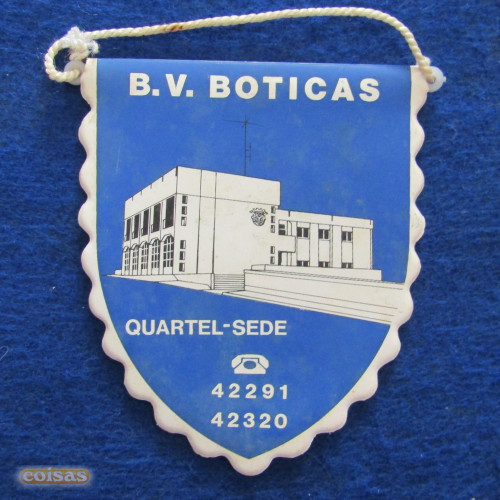 B.V. BOTICAS
QUARTEL-SEDE
42291
42320
coisas